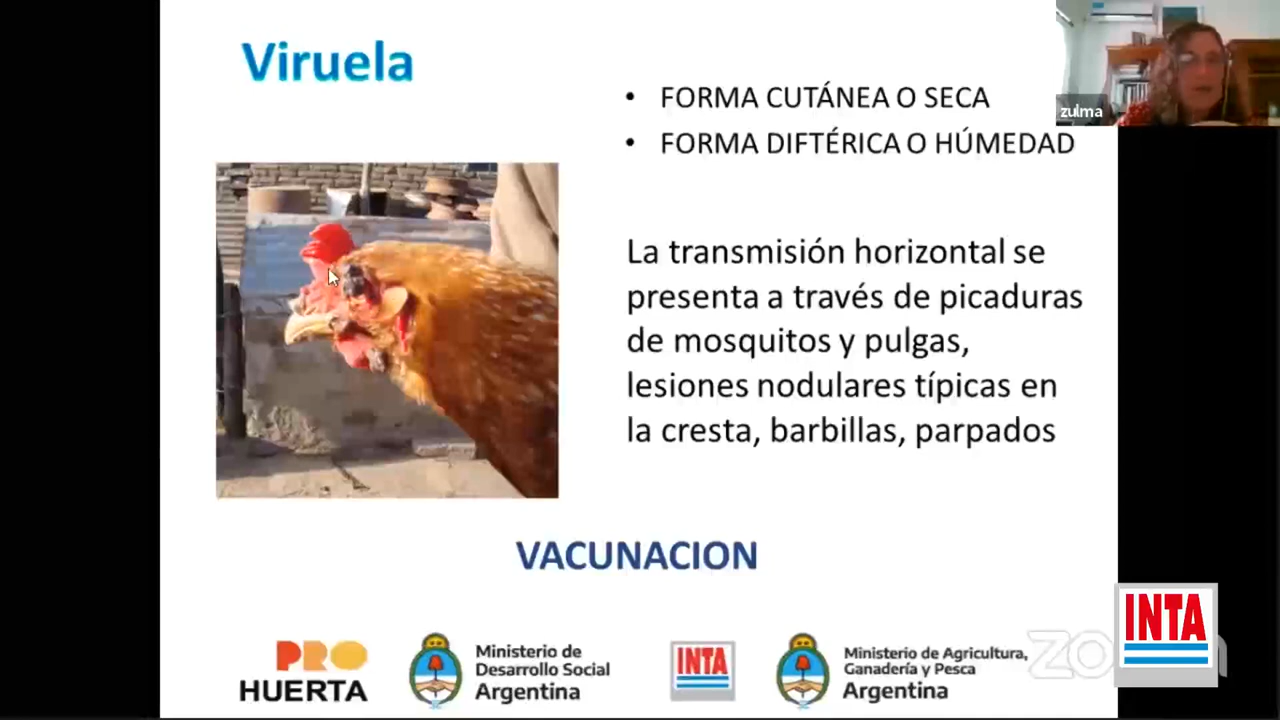 Viruela
• FORMA CUTÁNEA O SECA
• FORMA DIFTÉRICA O HÚMEDAD
zulma
La transmisión horizontal se
presenta a través de picaduras
de mosquitos y pulgas,
lesiones nodulares típicas en
la cresta, barbillas, parpados
VACUNACION
PRO
HUERTA
Ministerio de
Desarrollo Social
Argentina
INTA
Ministerio de Agricultura,
Ganadería y Pesca
Argentina
INTA